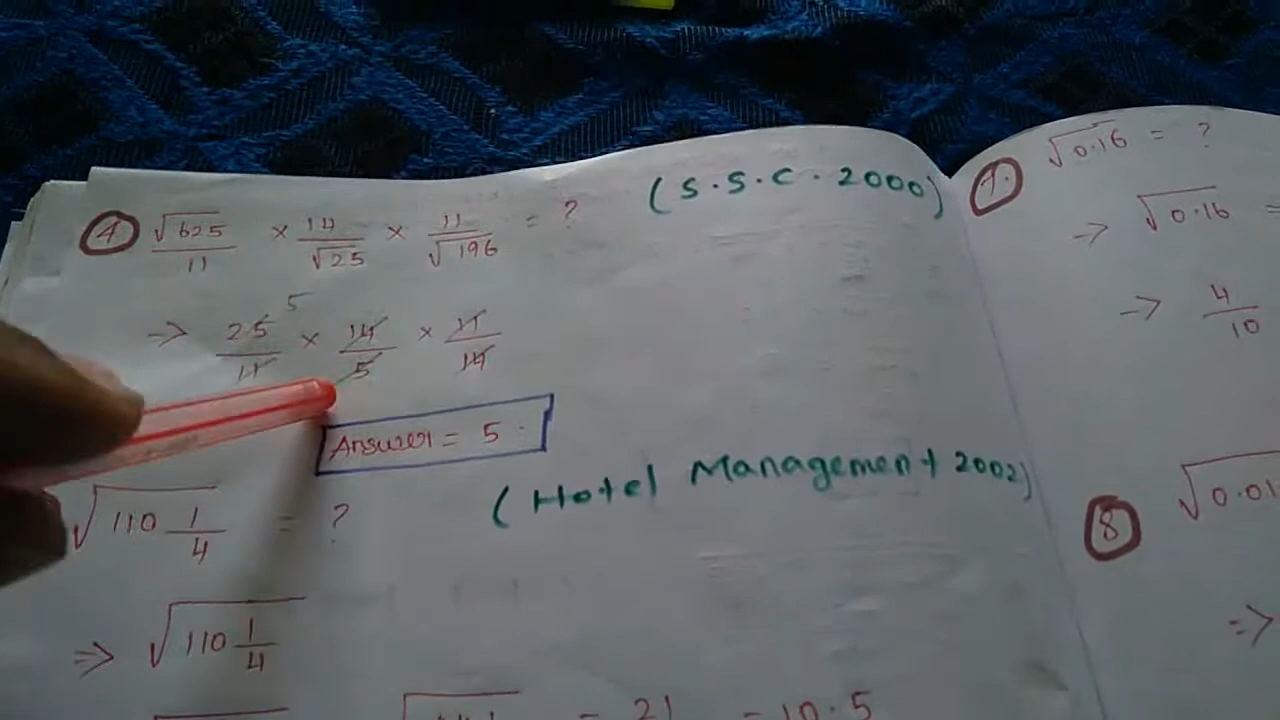 4 √625/11 × 14/√25 × 11/√196 = ? (S.S.C. 2000)
⇒ 25/11 × 14/5 × 11/14
5
Answer = 5.
√110 1/4 = ? (Hotel Management 2002)
⇒ √110 1/4
= 21 = 10.5
7. √0.16 = ?
⇒ √0.16 =
⇒ 4/10
8 √0.01
⇒